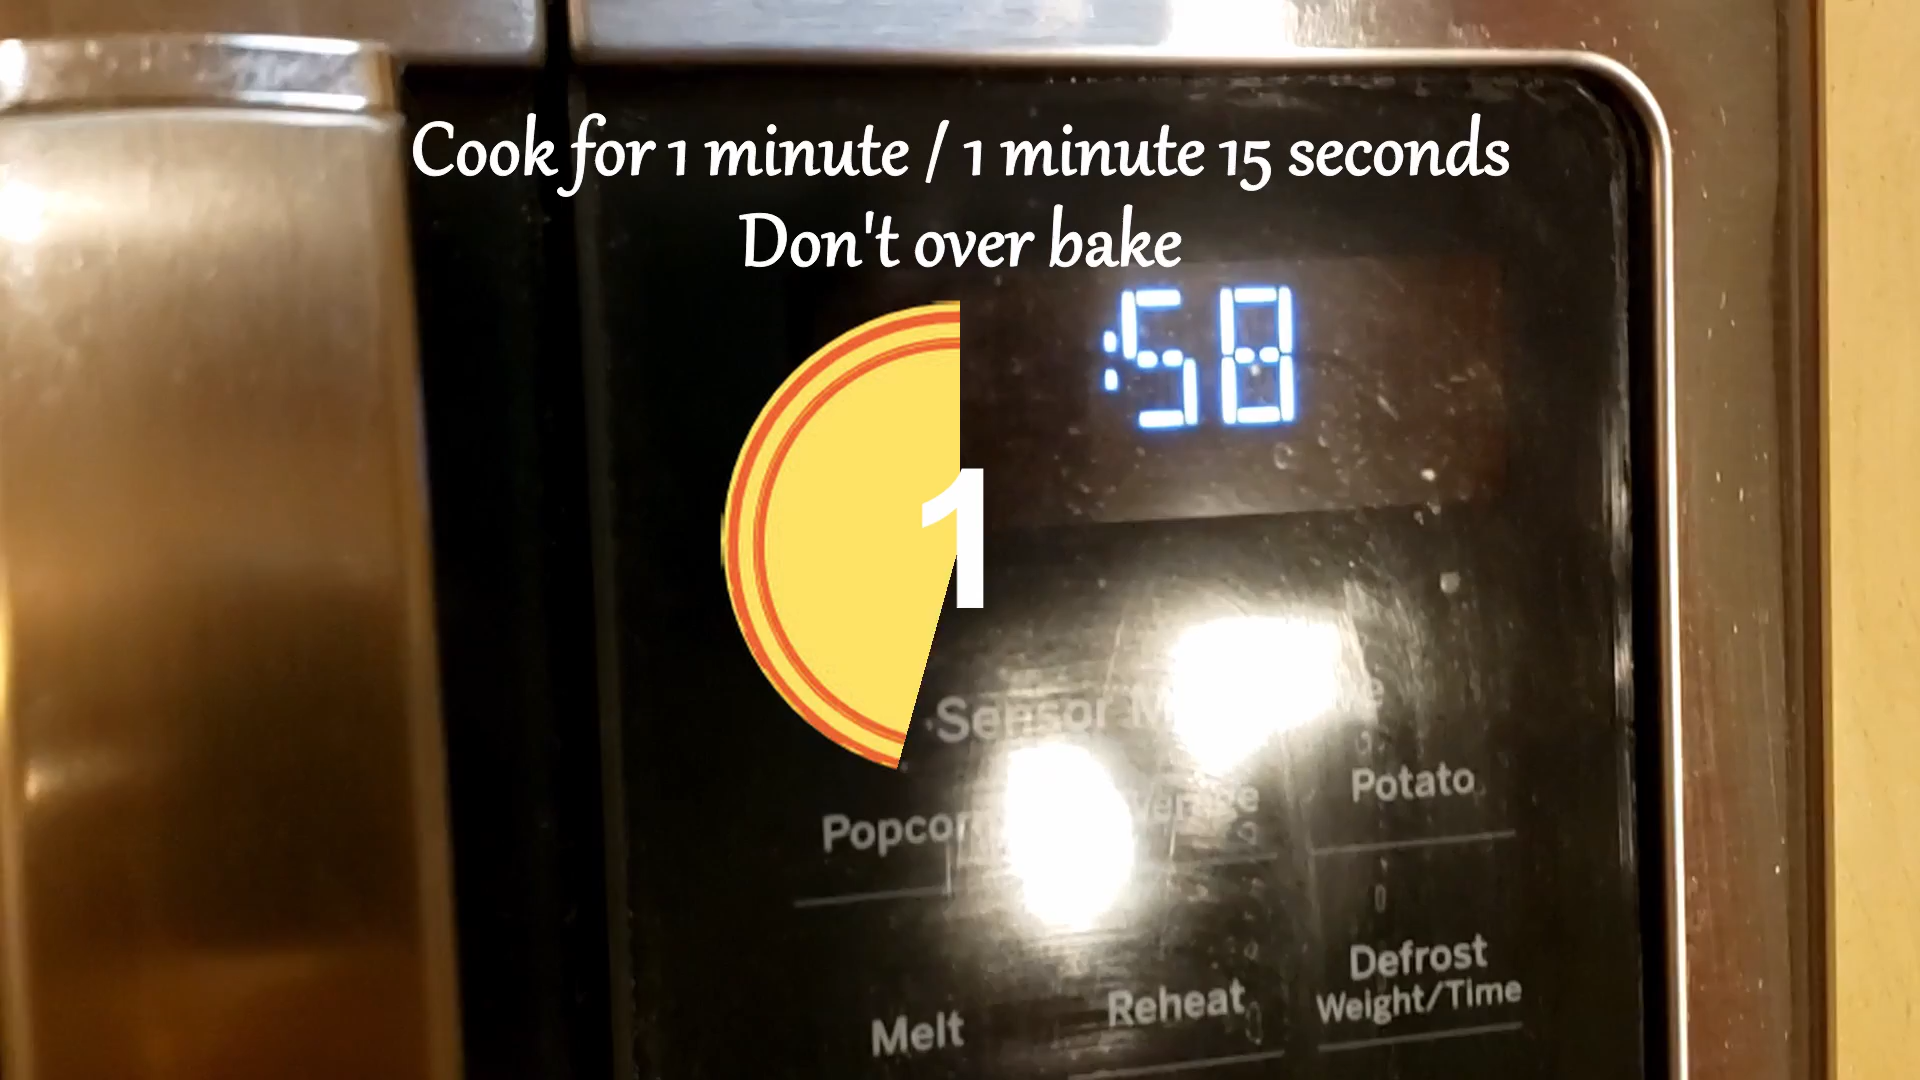 Cook for 1 minute / 1 minute 15 seconds
Don't over bake
:58
1
Sensor
Potato
Defrost
Weight/Time
Reheat
Melt